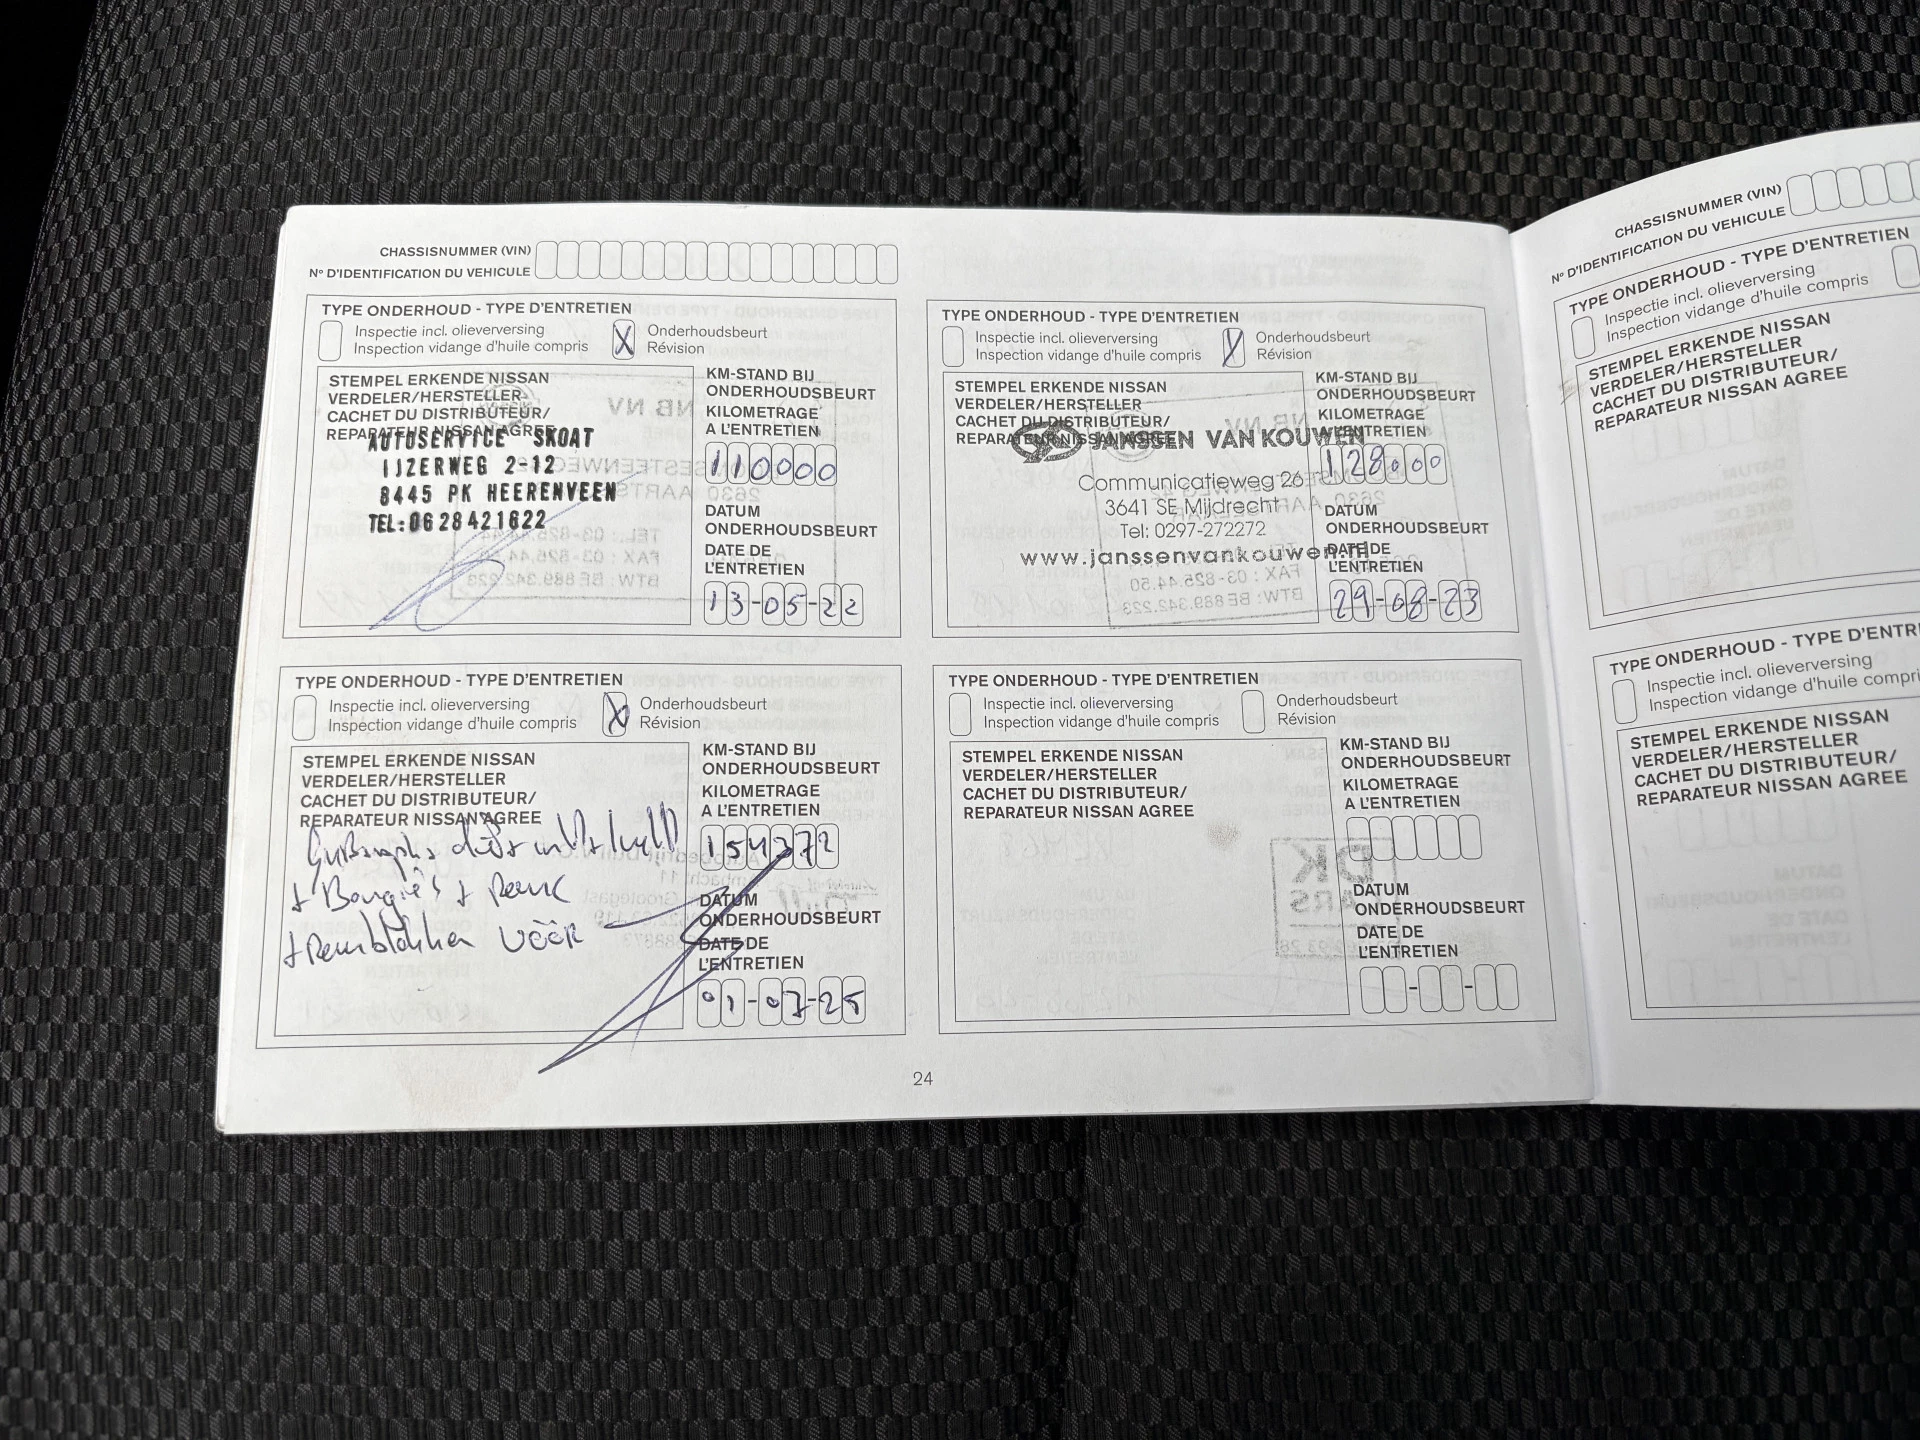 CHASSISNUMMER (VIN)
Nº D'IDENTIFICATION DU VEHICULE
TYPE ONDERHOUD - TYPE D'ENTRETIEN
Inspectie incl. olieverversing
Inspection vidange d'huile compris
X
Onderhoudsbeurt
Révision
STEMPEL ERKENDE NISSAN
VERDELER/HERSTELLER
CACHET DU DISTRIBUTEUR/
REPARATEUR NISSAN AGREE
AUTOSERVICE SKOAT
IJZERWEG 2-12
8445 PK HEERENVEEN
TEL:0628421622
KM-STAND BIJ
ONDERHOUDSBEURT
KILOMETRAGE
A L'ENTRETIEN
110000
DATUM
ONDERHOUDSBEURT
DATE DE
L'ENTRETIEN
13-05-22
TYPE ONDERHOUD - TYPE D'ENTRETIEN
Inspectie incl. olieverversing
Inspection vidange d'huile compris
X
Onderhoudsbeurt
Révision
STEMPEL ERKENDE NISSAN
VERDELER/HERSTELLER
CACHET DU DISTRIBUTEUR/
REPARATEUR NISSAN AGREE
JANSSEN VAN KOUWEN
Communicatieweg 26
3641 SE Mijdrecht
Tel: 0297-272272
www.janssenvankouwen.nl
KM-STAND BIJ
ONDERHOUDSBEURT
KILOMETRAGE
A L'ENTRETIEN
128000
DATUM
ONDERHOUDSBEURT
DATE DE
L'ENTRETIEN
29-08-23
TYPE ONDERHOUD - TYPE D'ENTRETIEN
Inspectie incl. olieverversing
Inspection vidange d'huile compris
X
Onderhoudsbeurt
Révision
STEMPEL ERKENDE NISSAN
VERDELER/HERSTELLER
CACHET DU DISTRIBUTEUR/
REPARATEUR NISSAN AGREE
+ Bougiës +
+ Remblokken vóór
KM-STAND BIJ
ONDERHOUDSBEURT
KILOMETRAGE
A L'ENTRETIEN
154372
DATUM
ONDERHOUDSBEURT
DATE DE
L'ENTRETIEN
01-07-25
TYPE ONDERHOUD - TYPE D'ENTRETIEN
Inspectie incl. olieverversing
Inspection vidange d'huile compris
Onderhoudsbeurt
Révision
STEMPEL ERKENDE NISSAN
VERDELER/HERSTELLER
CACHET DU DISTRIBUTEUR/
REPARATEUR NISSAN AGREE
KM-STAND BIJ
ONDERHOUDSBEURT
KILOMETRAGE
A L'ENTRETIEN
DATUM
ONDERHOUDSBEURT
DATE DE
L'ENTRETIEN
24
CHASSISNUMMER (VIN)
Nº D'IDENTIFICATION DU VEHICULE
TYPE ONDERHOUD - TYPE D'ENTRETIEN
Inspectie incl. olieverversing
Inspection vidange d'huile compris
STEMPEL ERKENDE NISSAN
VERDELER/HERSTELLER
CACHET DU DISTRIBUTEUR/
REPARATEUR NISSAN AGREE
TYPE ONDERHOUD - TYPE D'ENTR
Inspectie incl. olieverversing
Inspection vidange d'huile compri
STEMPEL ERKENDE NISSAN
VERDELER/HERSTELLER
CACHET DU DISTRIBUTEUR/
REPARATEUR NISSAN AGREE